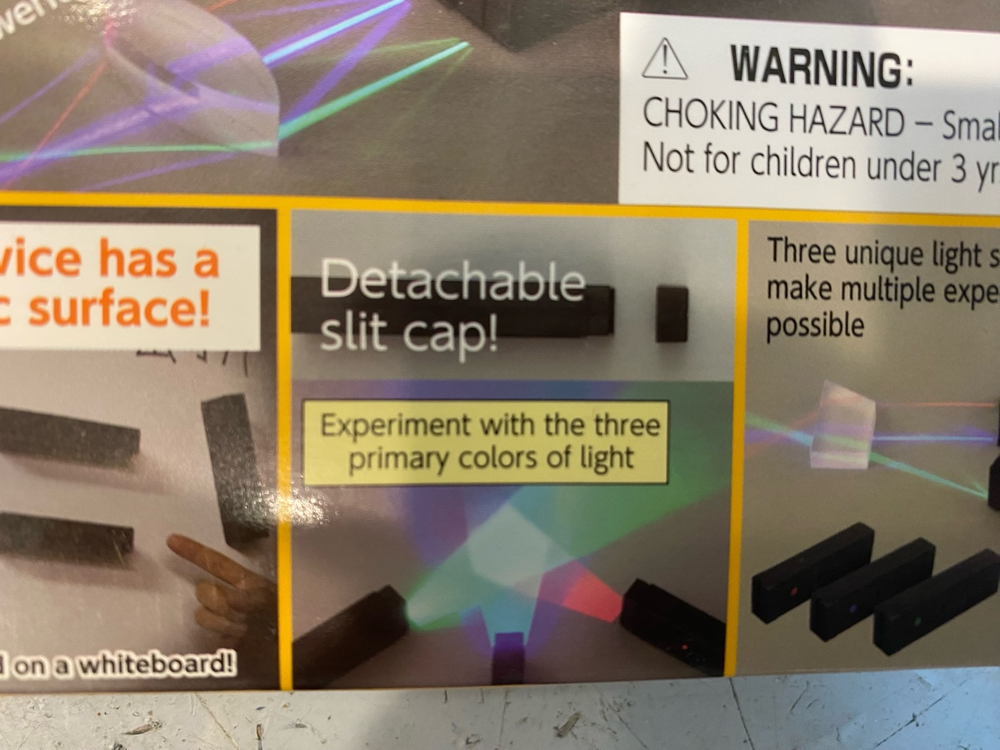 WARNING:
CHOKING HAZARD – Smal
Not for children under 3 yr
vice has a
c surface!
Detachable
slit cap!
Experiment with the three
primary colors of light
Three unique light s
make multiple expe
possible
d on a whiteboard!